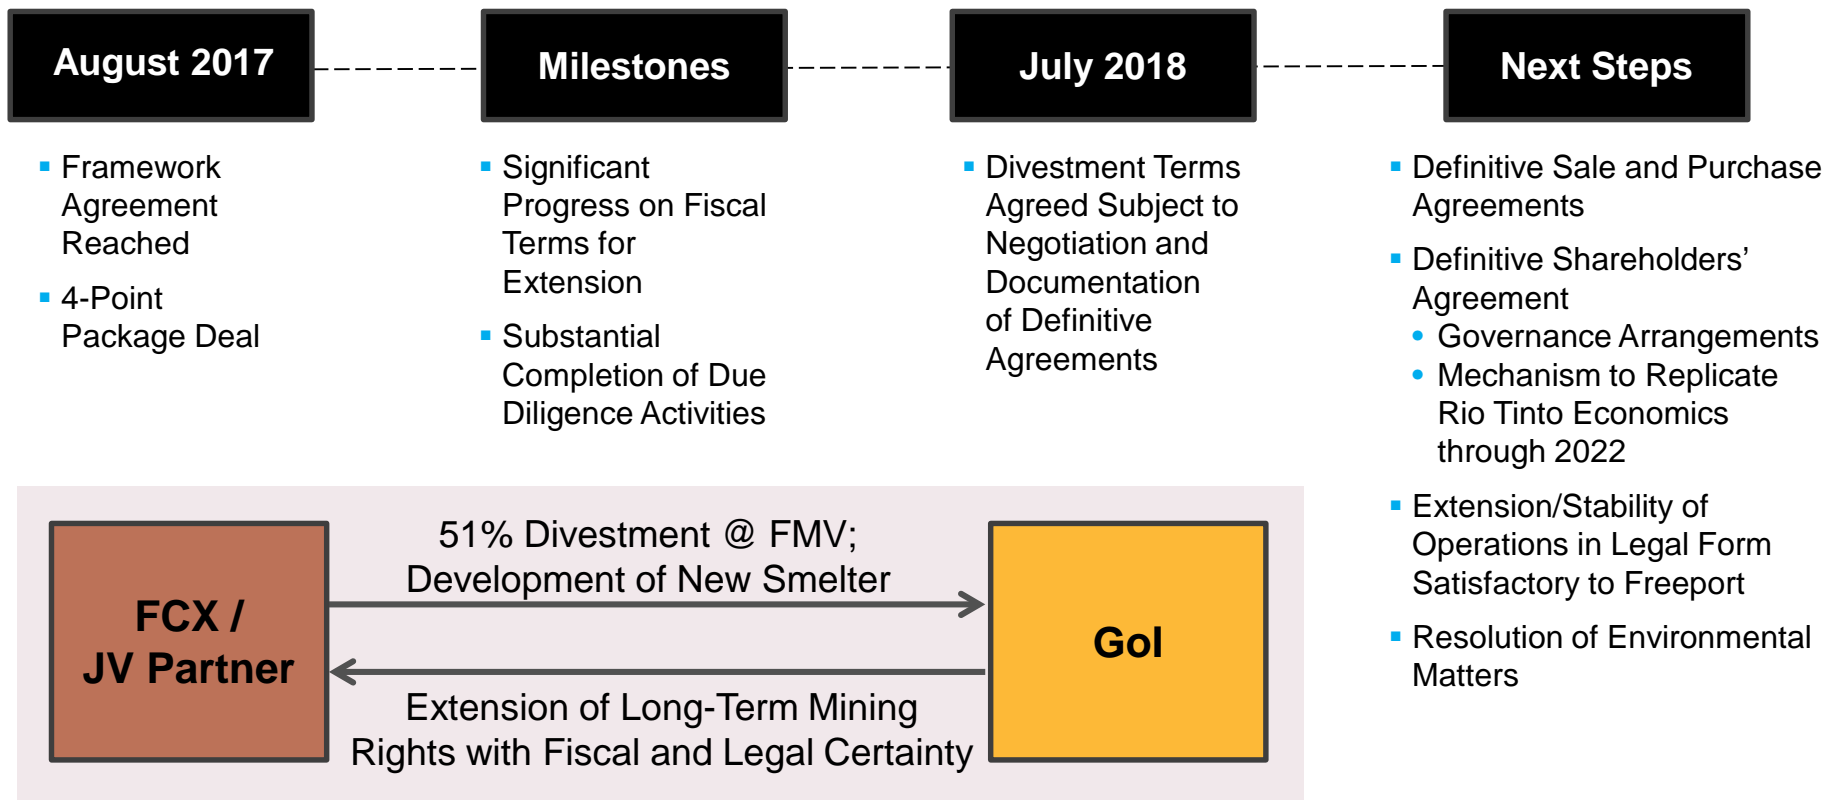 August 2017
Milestones
July 2018
Next Steps
Framework
Agreement
Reached
4-Point
Package Deal
Significant
Progress on Fiscal
Terms for
Extension
Substantial
Completion of Due
Diligence Activities
Divestment Terms
Agreed Subject to
Negotiation and
Documentation
of Definitive
Agreements
Definitive Sale and Purchase
Agreements
Definitive Shareholders’
Agreement
Governance Arrangements
Mechanism to Replicate
Rio Tinto Economics
through 2022
Extension/Stability of
Operations in Legal Form
Satisfactory to Freeport
Resolution of Environmental
Matters
FCX /
JV Partner
51% Divestment @ FMV;
Development of New Smelter
Extension of Long-Term Mining
Rights with Fiscal and Legal Certainty
GoI